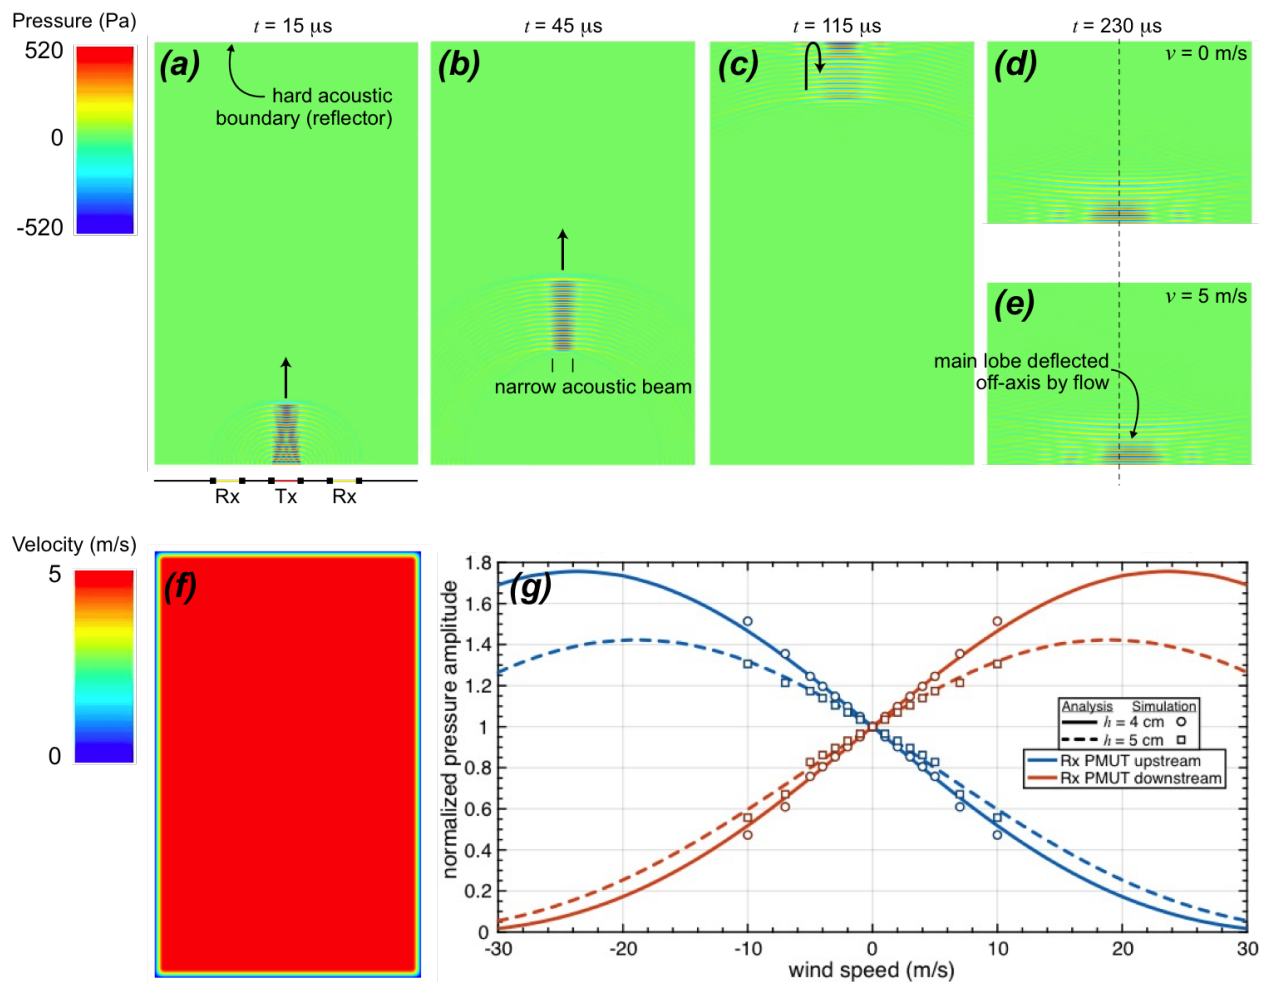 Pressure (Pa)
520
0
-520
t = 15 µs
t = 45 µs
t = 115 µs
t = 230 µs
(a)
hard acoustic
boundary (reflector)
(b)
narrow acoustic beam
(c)
(d)
v = 0 m/s
(e)
v = 5 m/s
main lobe deflected
off-axis by flow
Rx Tx Rx
Velocity (m/s)
5
0
(f)
(g)
normalized pressure amplitude
1.8
1.6
1.4
1.2
1
0.8
0.6
0.4
0.2
0
-30 -20 -10 0 10 20 30
wind speed (m/s)
Analysis Simulation
h = 4 cm
h = 5 cm
Rx PMUT upstream
Rx PMUT downstream